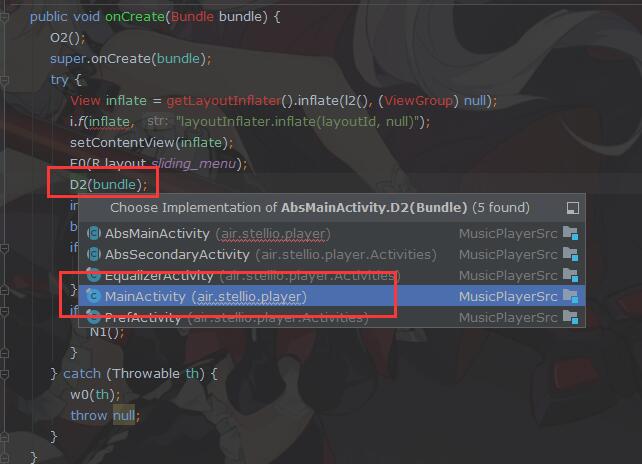 public void onCreate(Bundle bundle) {
O2();
super.onCreate(bundle);
try {
View inflate = getLayoutInflater().inflate(l2(), (ViewGroup) null);
i.f(inflate, str: "layoutInflater.inflate(layoutId, null)");
setContentView(inflate);
E0(R.layout.sliding_menu);
D2(bundle);
in
Choose Implementation of AbsMainActivity.D2(Bundle) (5 found)
b
AbsMainActivity (air.stellio.player) MusicPlayerSrc
if
AbsSecondaryActivity (air.stellio.player.Activities) MusicPlayerSrc
EqualizerActivity (air.stellio.player.Activities) MusicPlayerSrc
}
MainActivity (air.stellio.player) MusicPlayerSrc
if
PrefActivity (air.stellio.player.Activities) MusicPlayerSrc
N1();
}
} catch (Throwable th) {
w0(th);
throw null;
}
}